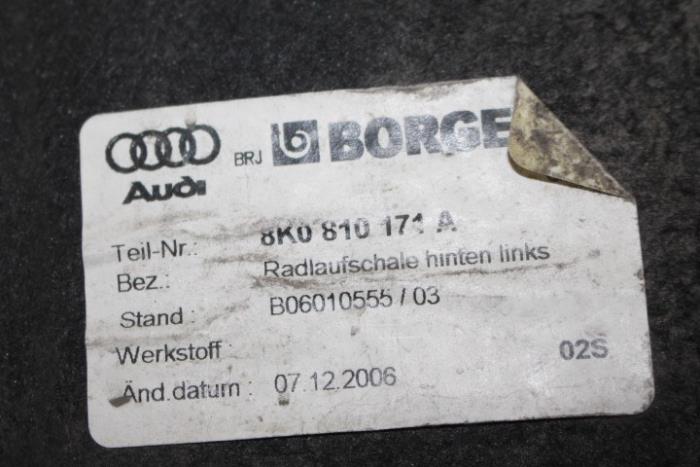 BRJ BORGE
Audi
Teil-Nr.: 8K0 810 171 A
Bez.: Radlaufschale hinten links
Stand : B06010555 / 03
Werkstoff 02S
Änd.datum : 07.12.2006